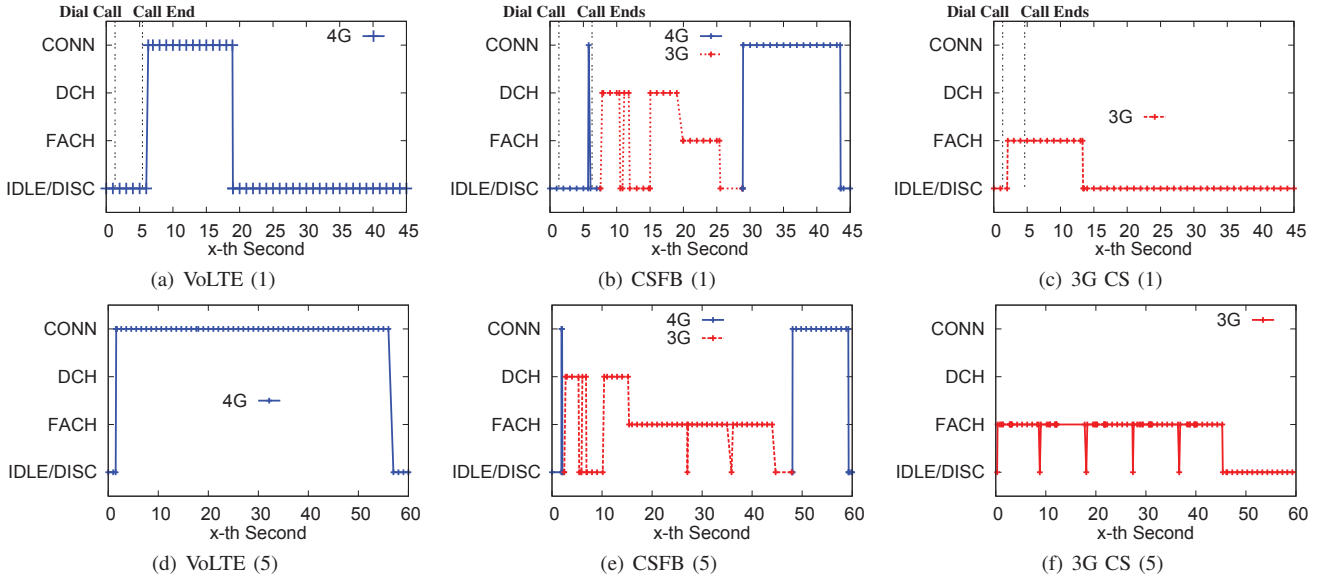 Dial Call Call End
CONN
DCH
FACH
IDLE/DISC
4G
0 5 10 15 20 25 30 35 40 45
x-th Second
(a) VoLTE (1)
Dial Call Call Ends
CONN
DCH
FACH
IDLE/DISC
4G
3G
0 5 10 15 20 25 30 35 40 45
x-th Second
(b) CSFB (1)
Dial Call Call Ends
CONN
DCH
FACH
IDLE/DISC
3G
0 5 10 15 20 25 30 35 40 45
x-th Second
(c) 3G CS (1)
CONN
DCH
FACH
IDLE/DISC
4G
0 10 20 30 40 50 60
x-th Second
(d) VoLTE (5)
CONN
DCH
FACH
IDLE/DISC
4G
3G
0 10 20 30 40 50 60
x-th Second
(e) CSFB (5)
CONN
DCH
FACH
IDLE/DISC
3G
0 10 20 30 40 50 60
x-th Second
(f) 3G CS (5)